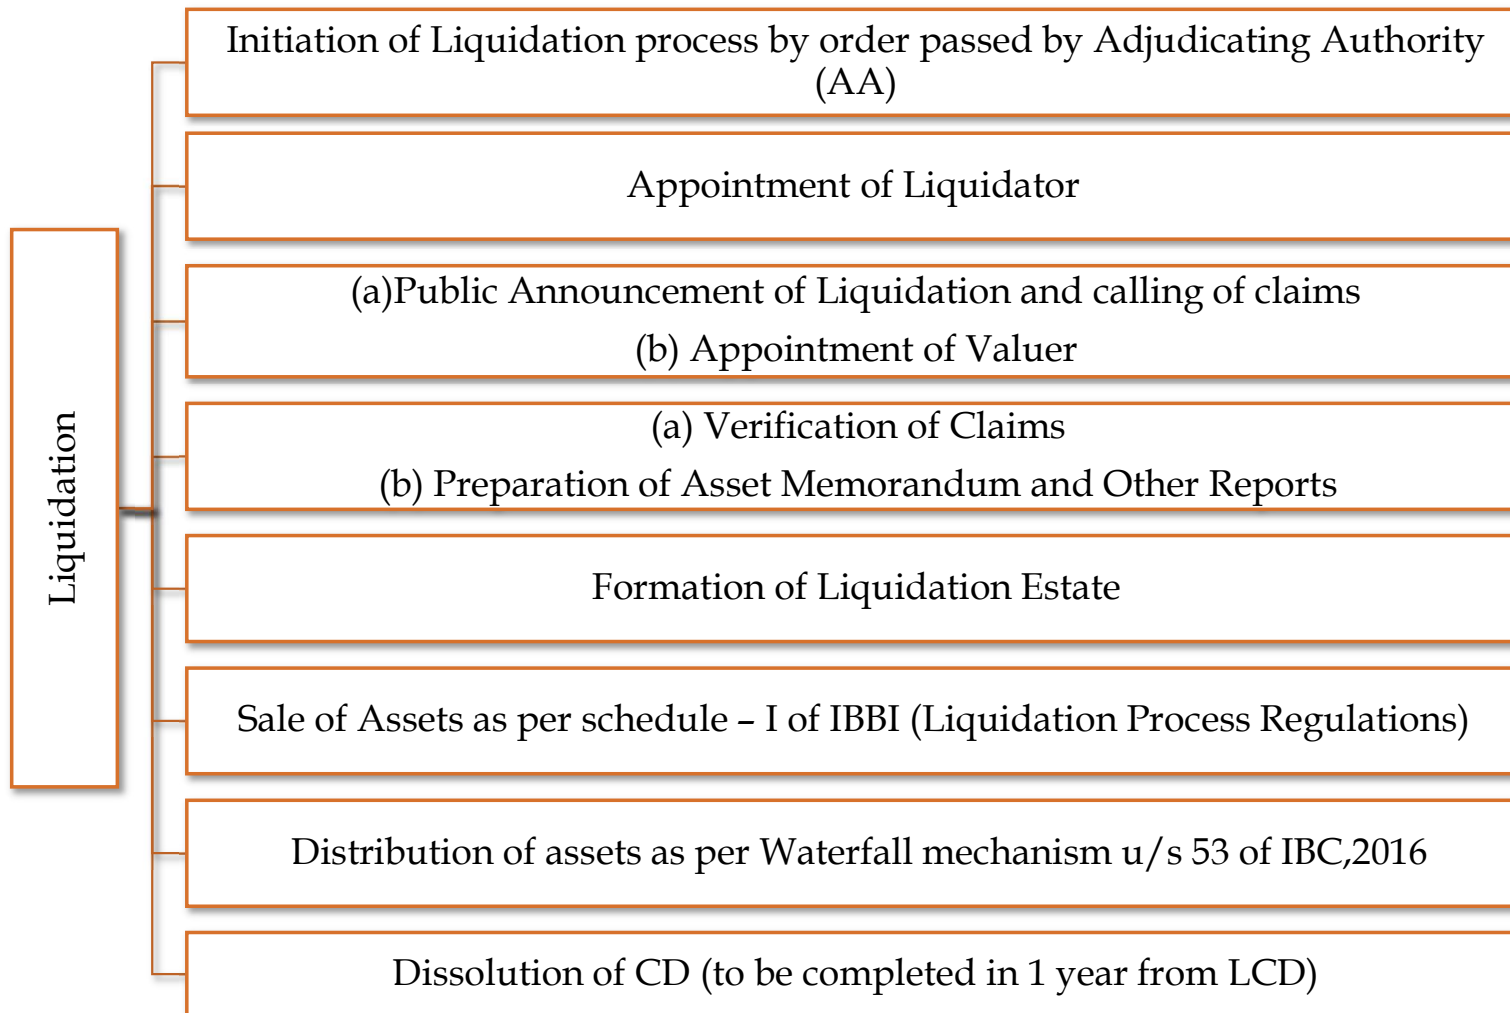 Liquidation
Initiation of Liquidation process by order passed by Adjudicating Authority
(AA)
Appointment of Liquidator
(a)Public Announcement of Liquidation and calling of claims
(b) Appointment of Valuer
(a) Verification of Claims
(b) Preparation of Asset Memorandum and Other Reports
Formation of Liquidation Estate
Sale of Assets as per schedule – I of IBBI (Liquidation Process Regulations)
Distribution of assets as per Waterfall mechanism u/s 53 of IBC,2016
Dissolution of CD (to be completed in 1 year from LCD)